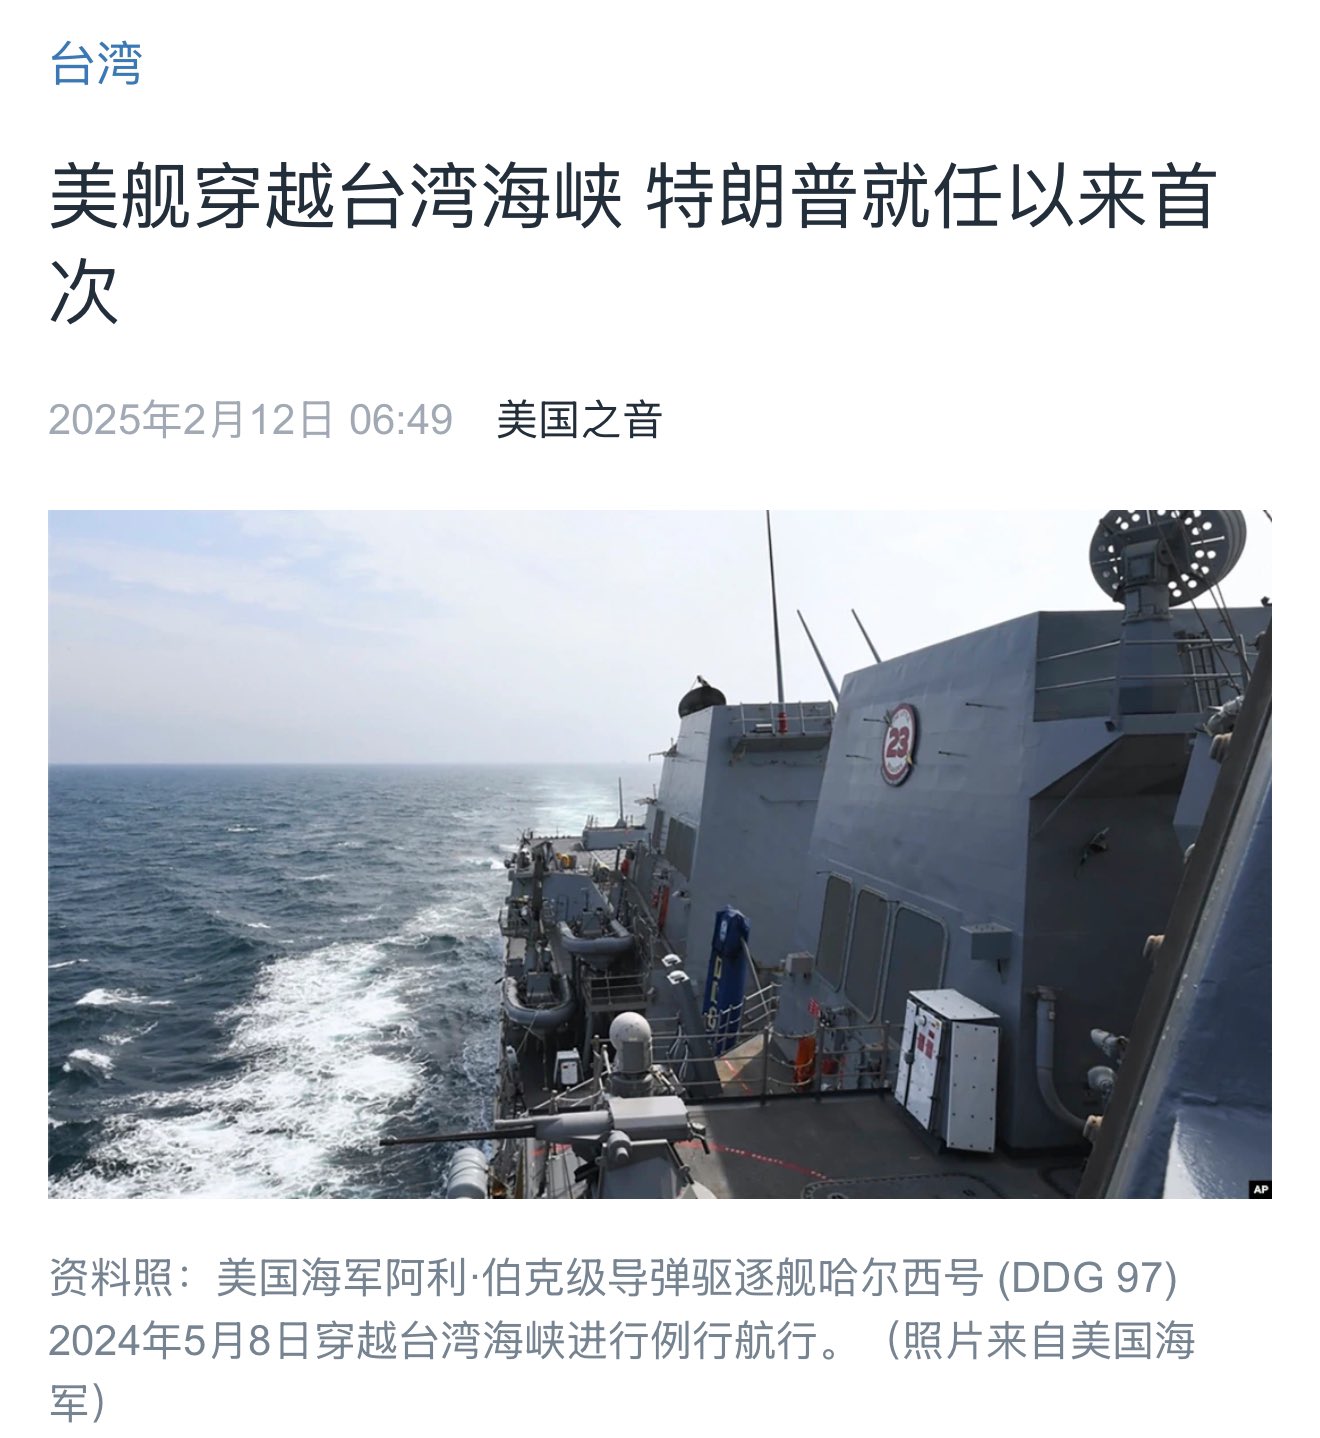 台湾
美舰穿越台湾海峡 特朗普就任以来首
次
2025年2月12日 06:49 美国之音
23
AP
资料照：美国海军阿利·伯克级导弹驱逐舰哈尔西号 (DDG 97)
2024年5月8日穿越台湾海峡进行例行航行。（照片来自美国海
军）